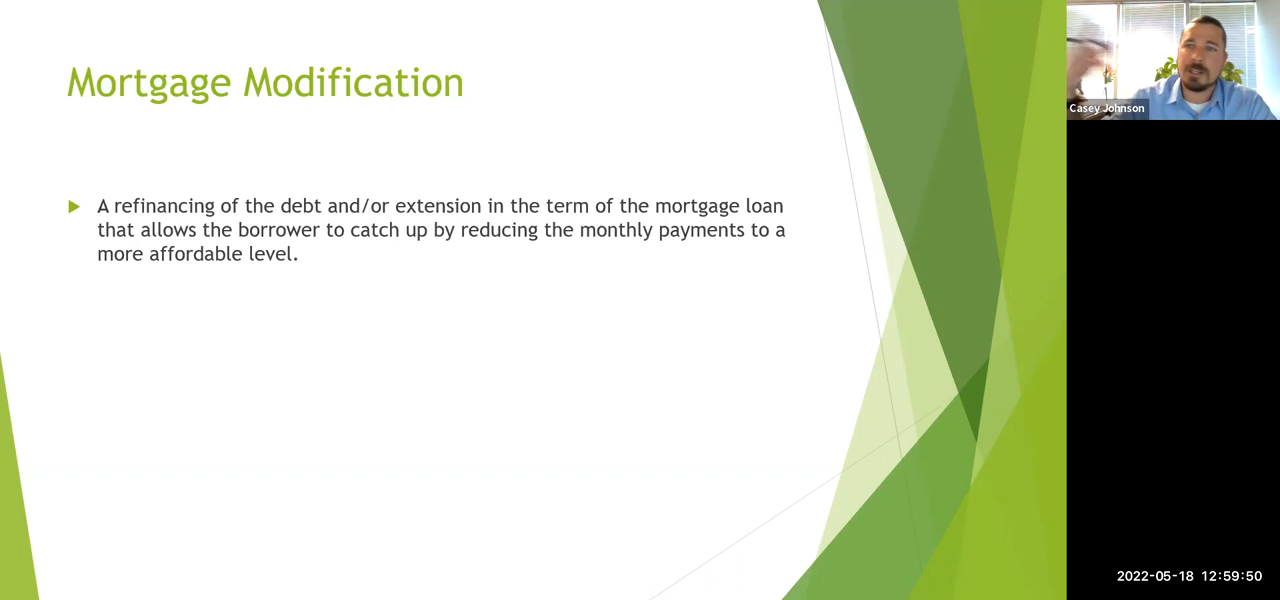 Mortgage Modification
A refinancing of the debt and/or extension in the term of the mortgage loan
that allows the borrower to catch up by reducing the monthly payments to a
more affordable level.
Casey Johnson
2022-05-18 12:59:50